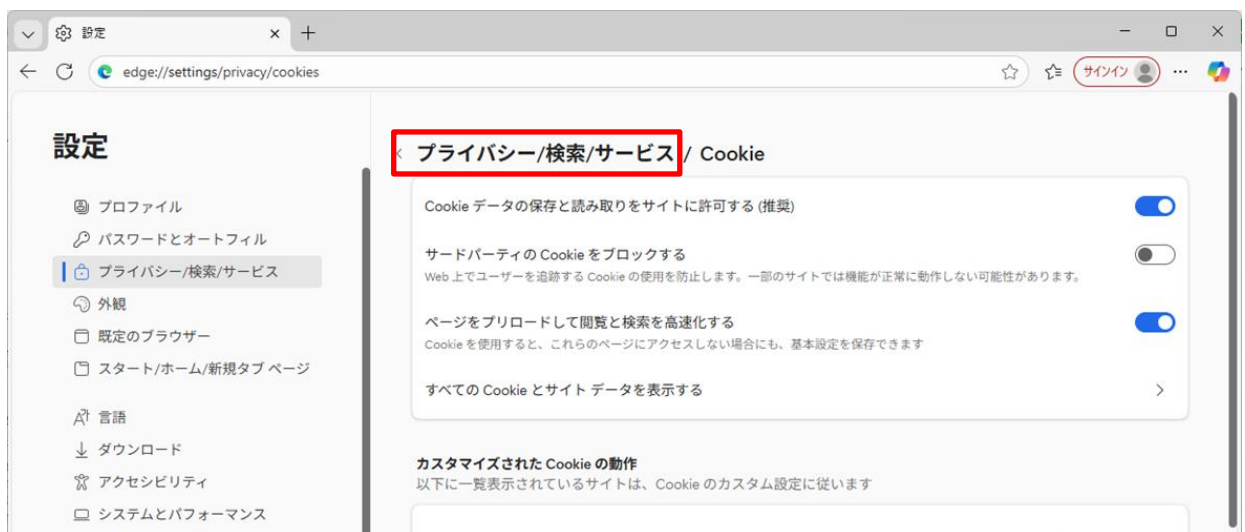 設定
edge://settings/privacy/cookies
サインイン
設定
プライバシー/検索/サービス / Cookie
プロファイル
パスワードとオートフィル
プライバシー/検索/サービス
外観
既定のブラウザー
スタート/ホーム/新規タブ ページ
言語
ダウンロード
アクセシビリティ
システムとパフォーマンス
Cookie データの保存と読み取りをサイトに許可する (推奨)
サードパーティの Cookie をブロックする
Web 上でユーザーを追跡する Cookie の使用を防止します。一部のサイトでは機能が正常に動作しない可能性があります。
ページをプリロードして閲覧と検索を高速化する
Cookie を使用すると、これらのページにアクセスしない場合にも、基本設定を保存できます
すべての Cookie とサイト データを表示する
カスタマイズされた Cookie の動作
以下に一覧表示されているサイトは、Cookie のカスタム設定に従います